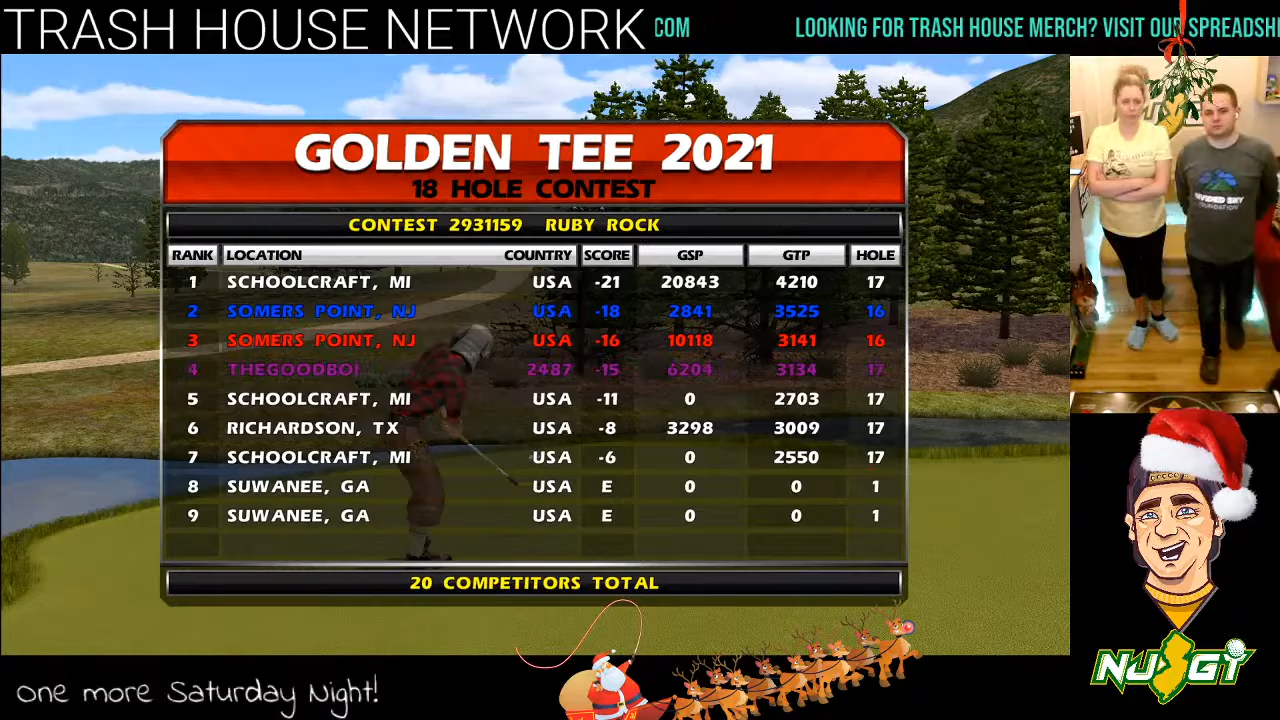 TRASH HOUSE NETWORK
COM LOOKING FOR TRASH HOUSE MERCH? VISIT OUR SPREADSH
GOLDEN TEE 2021
18 HOLE CONTEST
CONTEST 2931159 RUBY ROCK
RANK LOCATION COUNTRY SCORE GSP GTP HOLE
1 SCHOOLCRAFT, MI USA -21 20843 4210 17
2 SOMERS POINT, NJ USA -18 2841 3525 16
3 SOMERS POINT, NJ USA -16 10118 3141 16
4 THEGOODBOI 2487 -15 6204 3134 17
5 SCHOOLCRAFT, MI USA -11 0 2703 17
6 RICHARDSON, TX USA -8 3298 3009 17
7 SCHOOLCRAFT, MI USA -6 0 2550 17
8 SUWANEE, GA USA E 0 0 1
9 SUWANEE, GA USA E 0 0 1
20 COMPETITORS TOTAL
DIVIDED SKY
FOUNDATION
NJGT
One more Saturday Night!